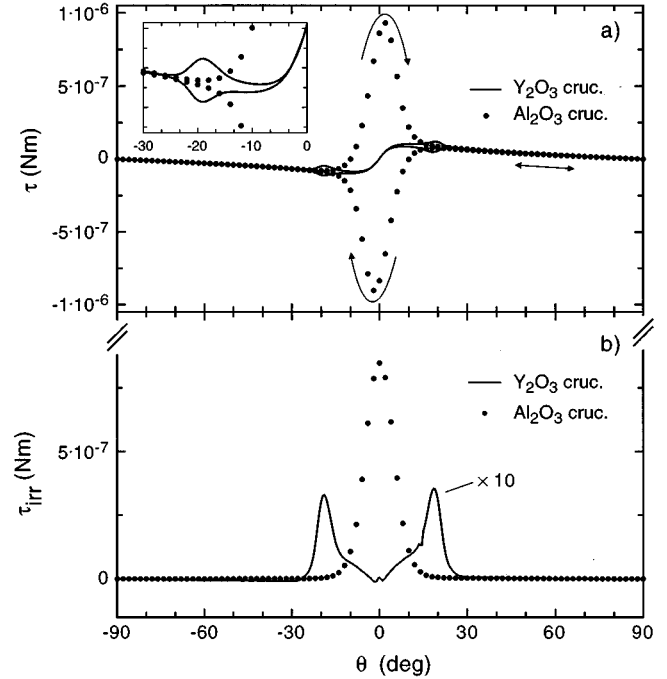 1·10⁻⁶
a)
Y₂O₃ cruc.
Al₂O₃ cruc.
5·10⁻⁷
0
-5·10⁻⁷
-1·10⁻⁶
τ (Nm)
-30 -20 -10 0
b)
Y₂O₃ cruc.
Al₂O₃ cruc.
5·10⁻⁷
× 10
0
τirr (Nm)
-90 -60 -30 0 30 60 90
θ (deg)